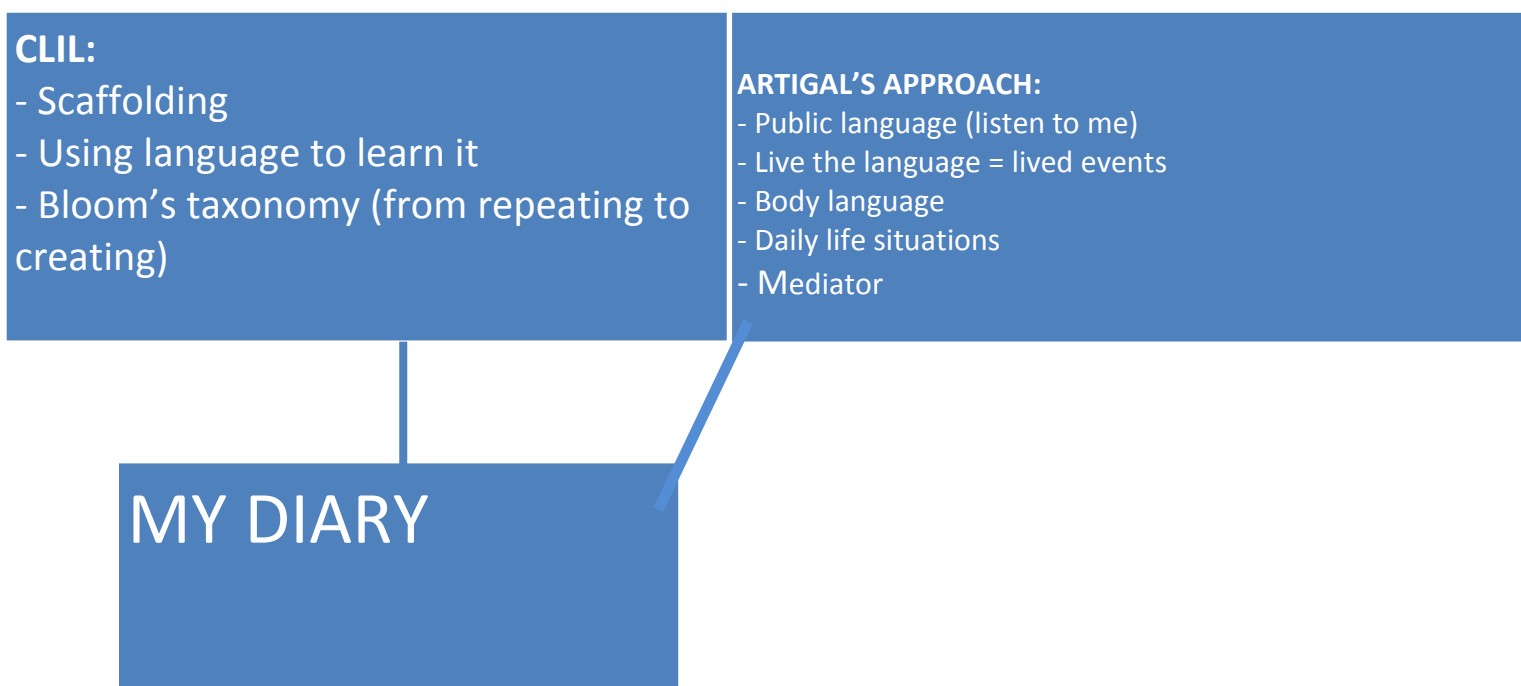 CLIL:
- Scaffolding
- Using language to learn it
- Bloom’s taxonomy (from repeating to
creating)
ARTIGAL’S APPROACH:
- Public language (listen to me)
- Live the language = lived events
- Body language
- Daily life situations
- Mediator
MY DIARY